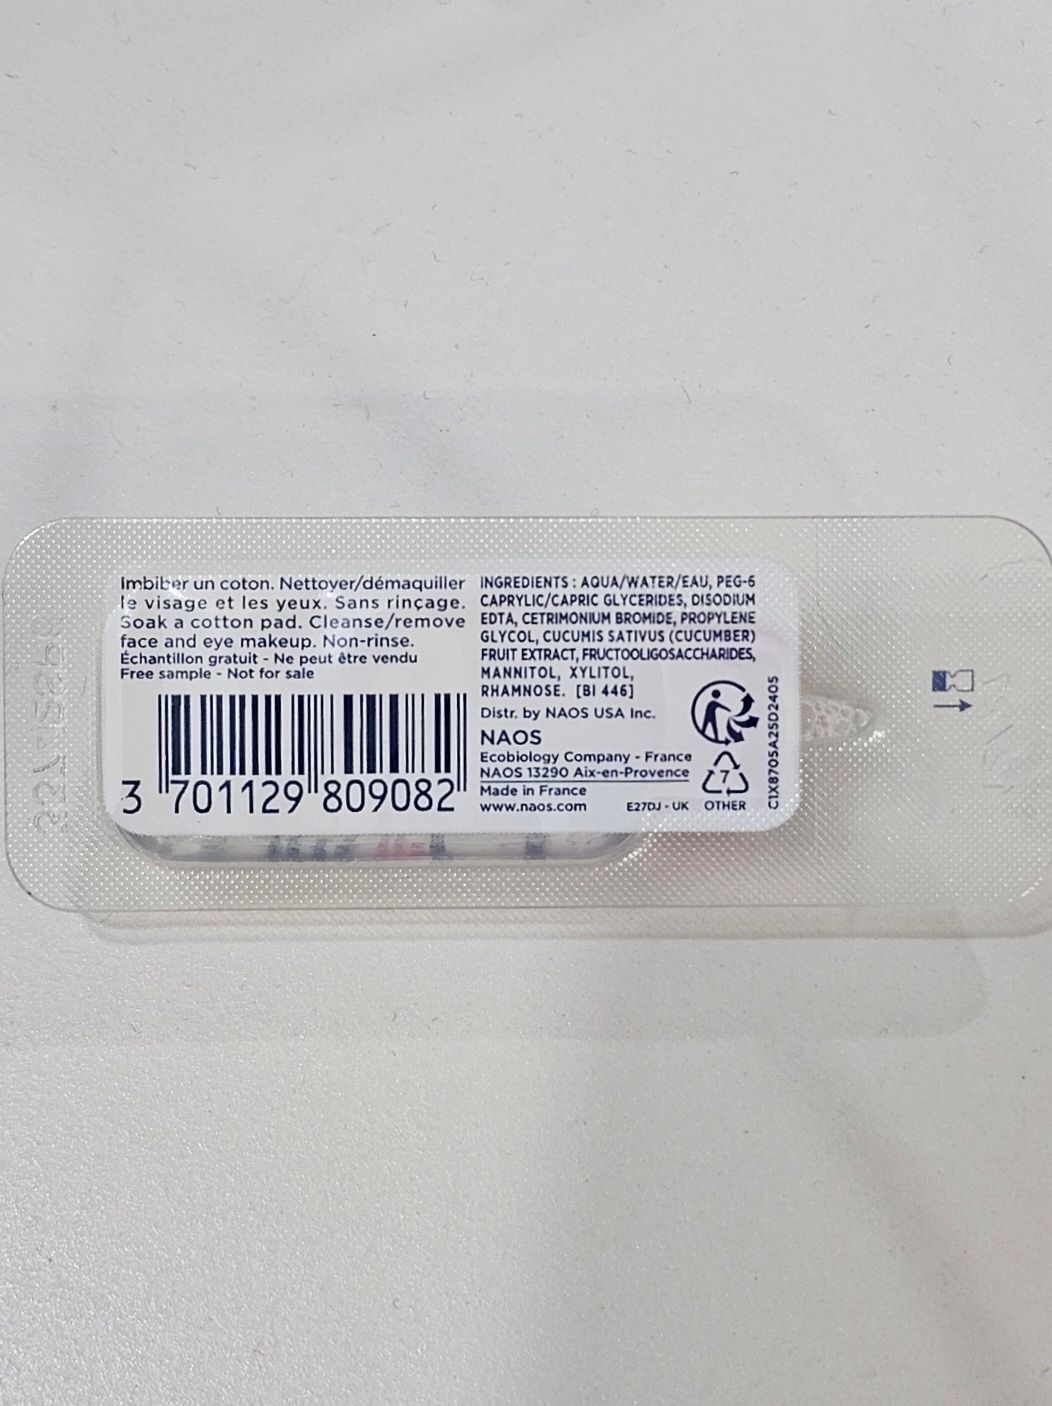 Imbiber un coton. Nettoyer/démaquiller
le visage et les yeux. Sans rinçage.
Soak a cotton pad. Cleanse/remove
face and eye makeup. Non-rinse.
Échantillon gratuit - Ne peut être vendu
Free sample - Not for sale
3 701129 809082
INGREDIENTS : AQUA/WATER/EAU, PEG-6
CAPRYLIC/CAPRIC GLYCERIDES, DISODIUM
EDTA, CETRIMONIUM BROMIDE, PROPYLENE
GLYCOL, CUCUMIS SATIVUS (CUCUMBER)
FRUIT EXTRACT, FRUCTOOLIGOSACCHARIDES,
MANNITOL, XYLITOL,
RHAMNOSE. [BI 446]
Distr. by NAOS USA Inc.
NAOS
Ecobiology Company - France
NAOS 13290 Aix-en-Provence
Made in France
www.naos.com
E27DJ - UK
7
OTHER
C1X8705A25D2405